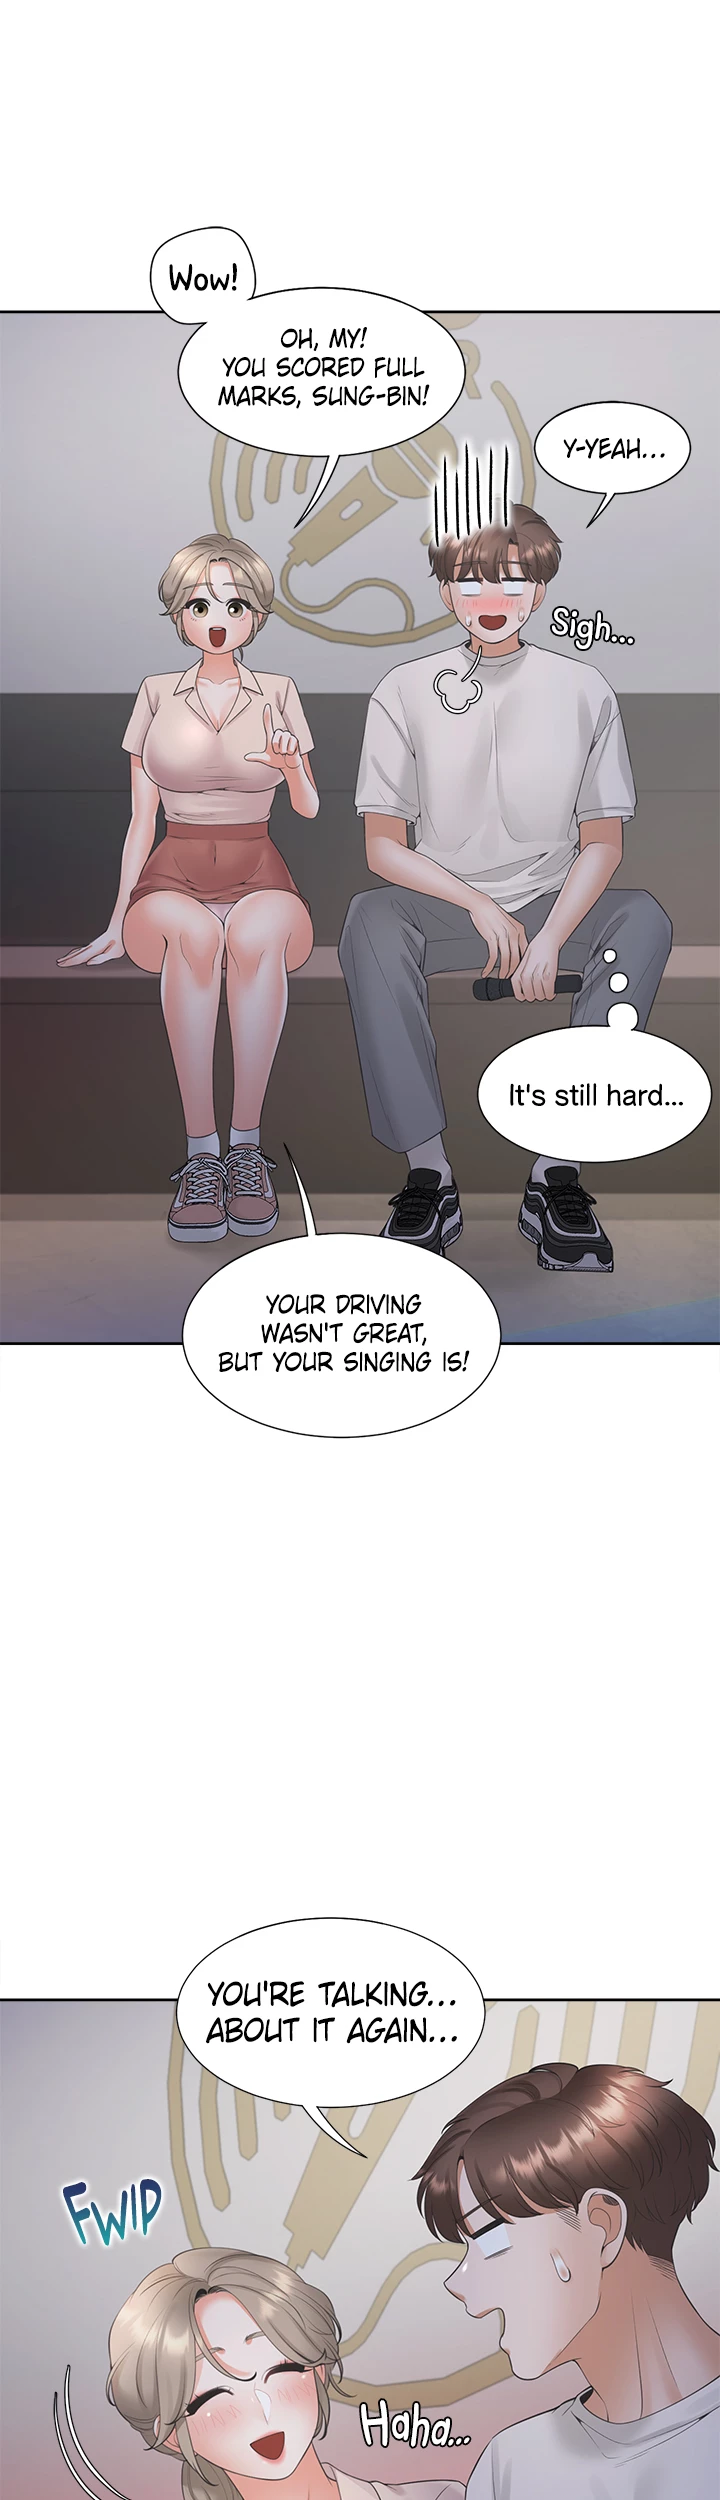 Wow!
OH, MY!
YOU SCORED FULL
MARKS, SUNG-BIN!
Y-YEAH...
Sigh...
It's still hard...
YOUR DRIVING
WASN'T GREAT,
BUT YOUR SINGING IS!
YOU'RE TALKING...
ABOUT IT AGAIN...
FWIP
Haha...